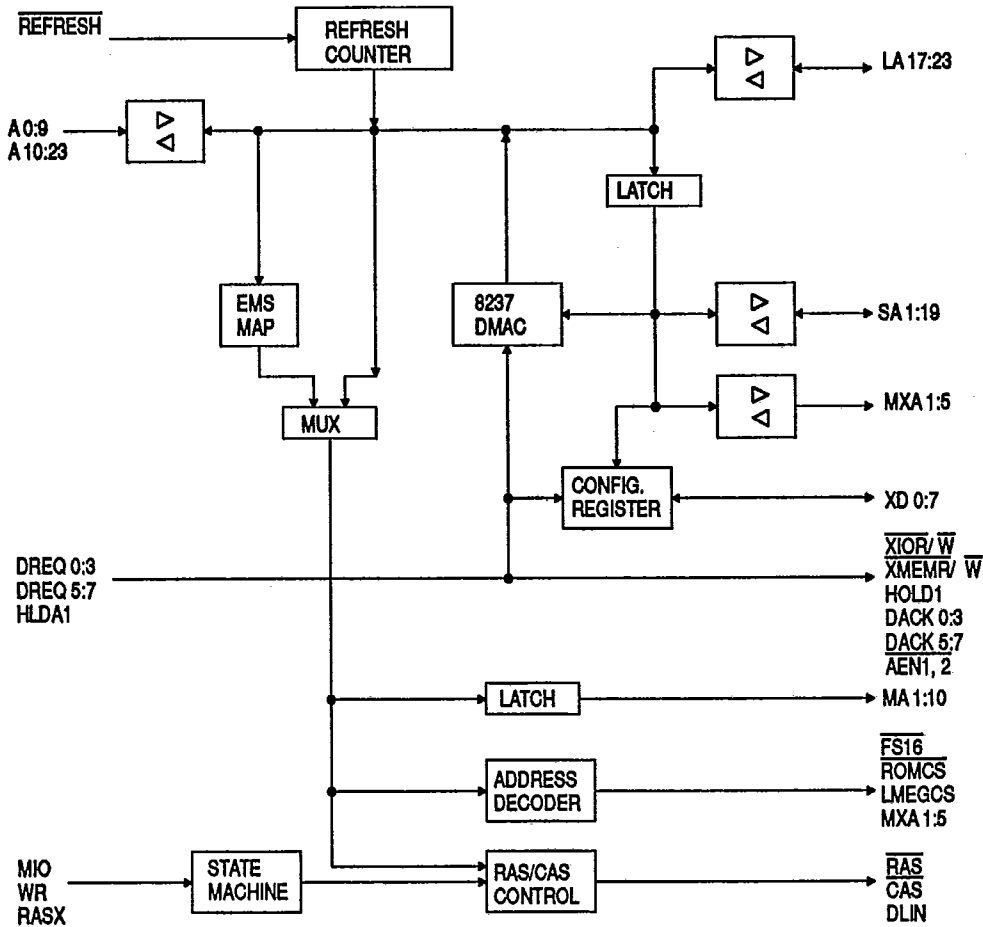 REFRESH
REFRESH
COUNTER
LA 17:23
A 0:9
A 10:23
LATCH
EMS
MAP
8237
DMAC
SA 1:19
MXA 1:5
MUX
CONFIG.
REGISTER
XD 0:7
DREQ 0:3
DREQ 5:7
HLDA1
XIOR/ W
XMEMR/ W
HOLD1
DACK 0:3
DACK 5:7
AEN1, 2
LATCH
MA 1:10
ADDRESS
DECODER
FS16
ROMCS
LMEGCS
MXA 1:5
MIO
WR
RASX
STATE
MACHINE
RAS/CAS
CONTROL
RAS
CAS
DLIN